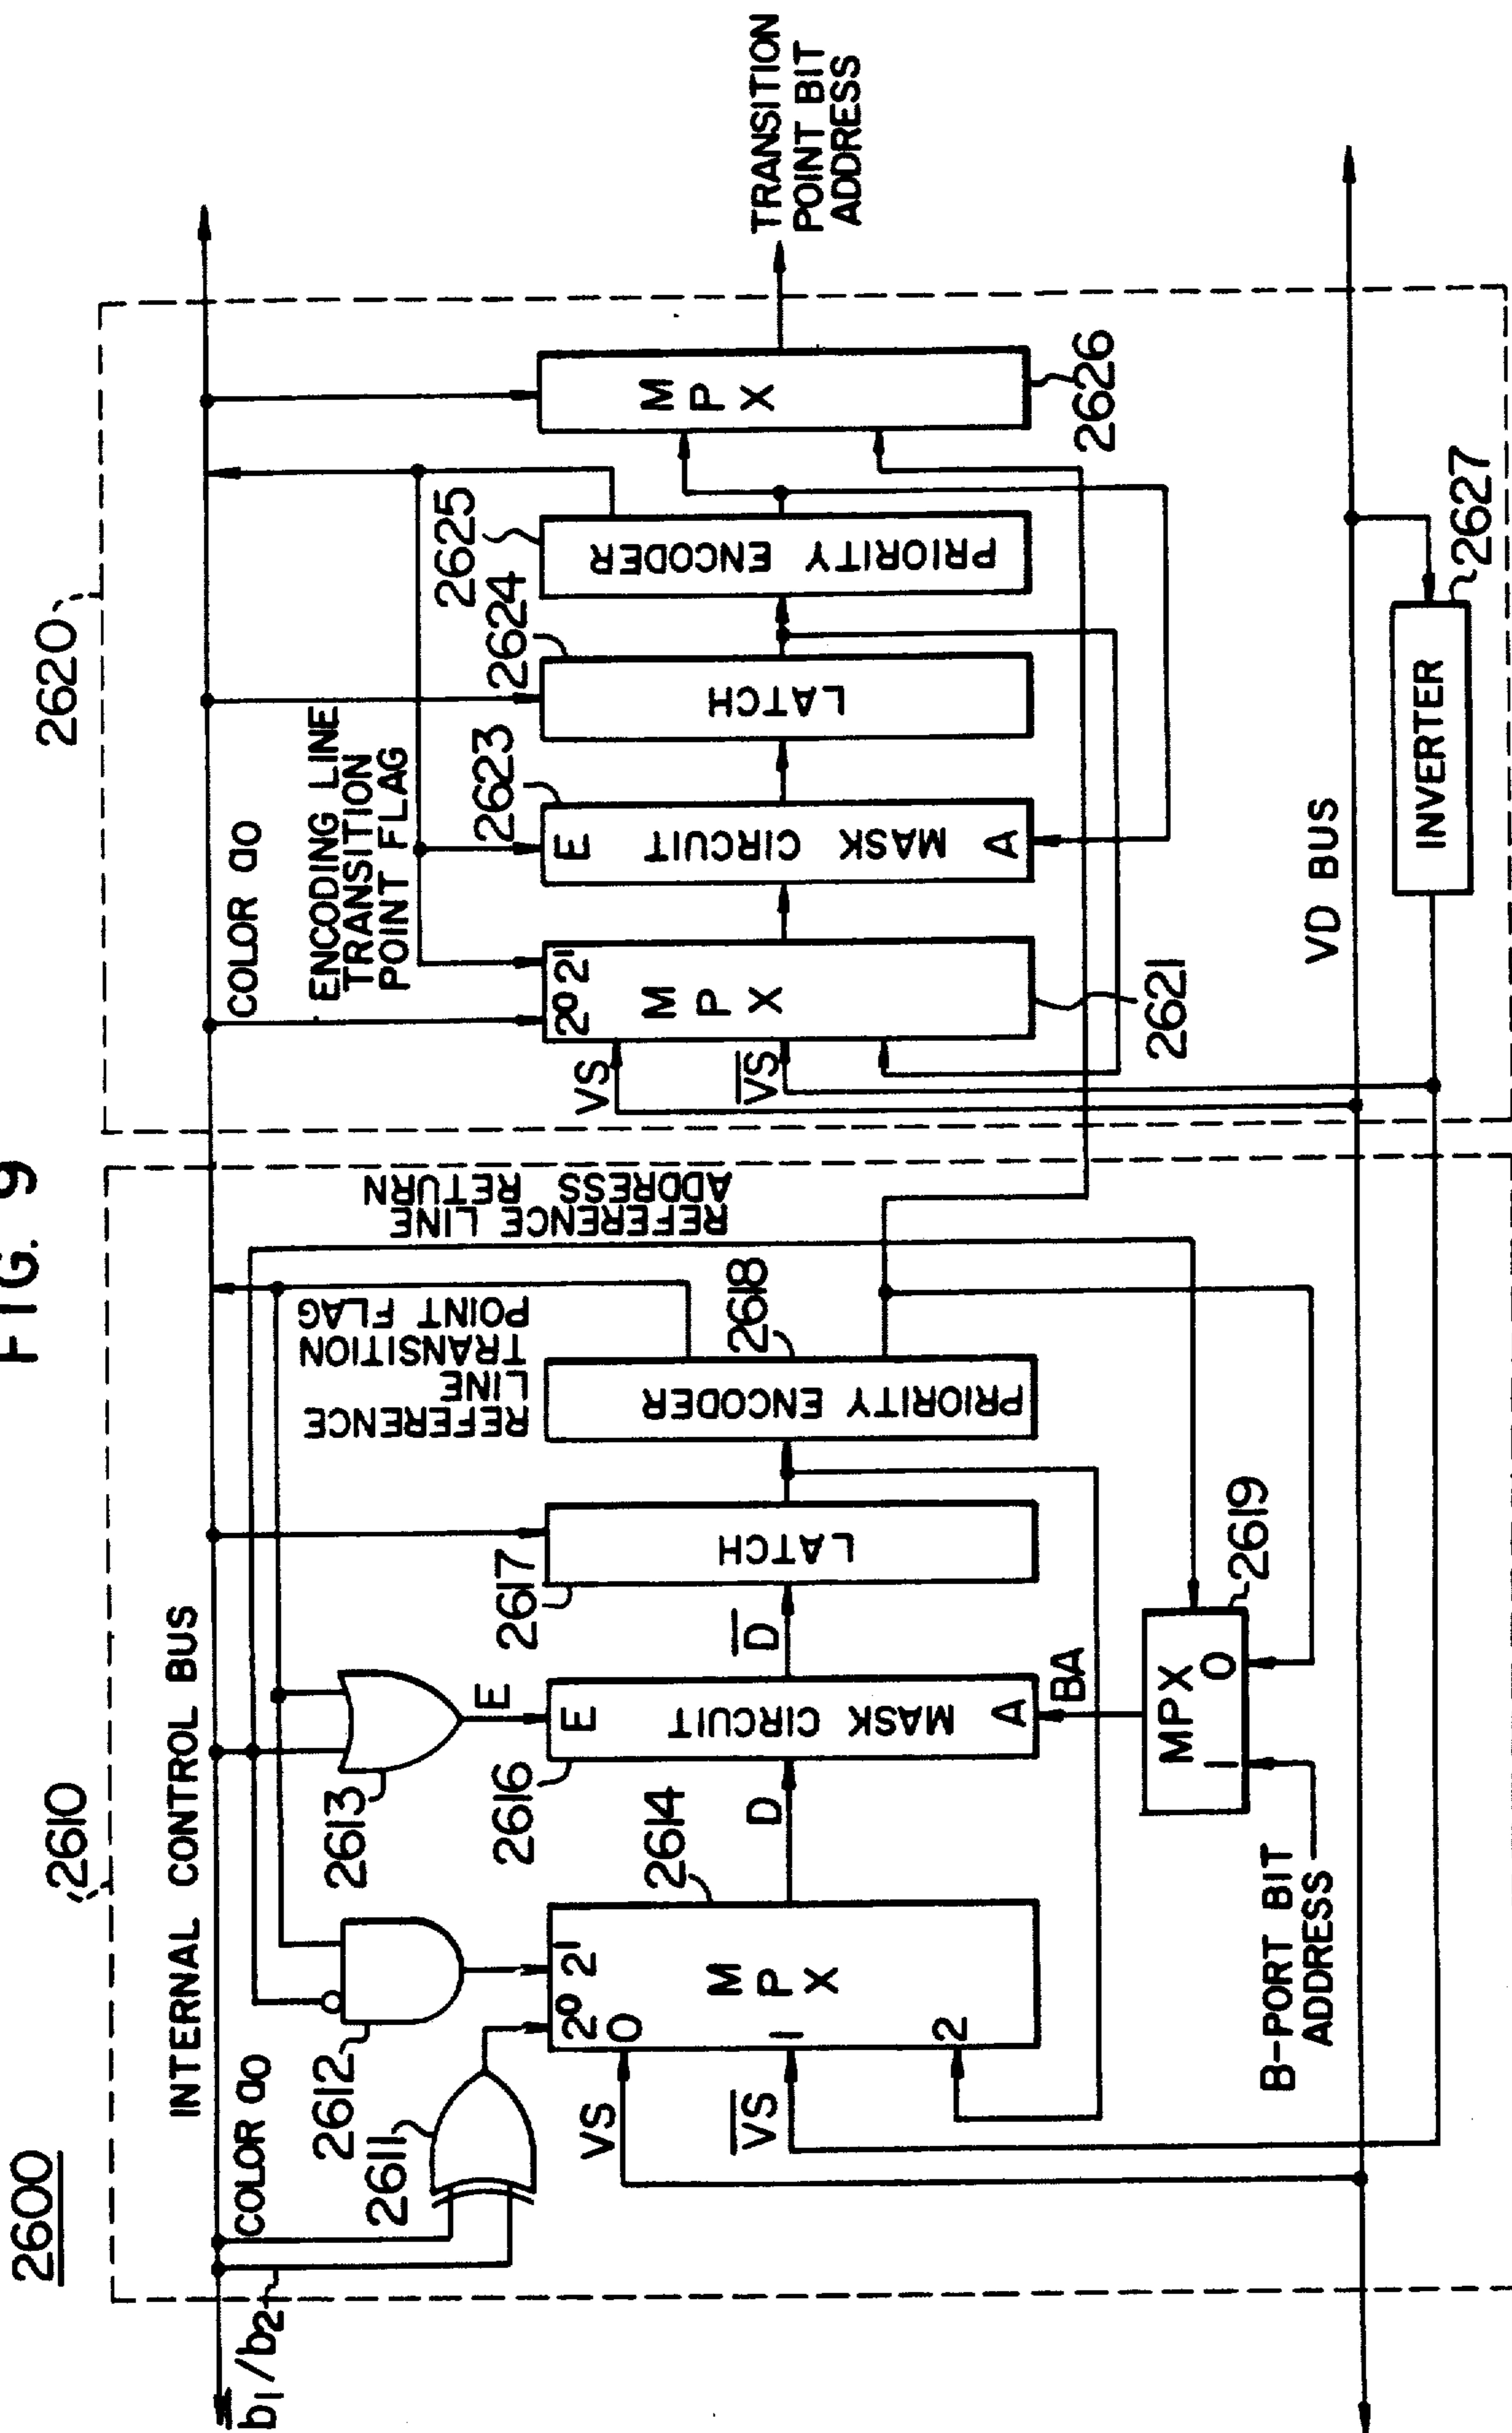 FIG. 9
2600
2610
2620
INTERNAL CONTROL BUS
b1/b2
COLOR a0
2611
2612
2613
2^0 2^1
0
1
2
VS
V̅S̅
MPX
2614
D
E
E
MASK CIRCUIT
A
2616
D̅
LATCH
2617
PRIORITY ENCODER
2618
REFERENCE
LINE
TRANSITION
POINT FLAG
REFERENCE LINE
ADDRESS RETURN
BA
MPX
1 0
2619
B-PORT BIT
ADDRESS
COLOR a0
ENCODING LINE
TRANSITION
POINT FLAG
2^0 2^1
VS
V̅S̅
MPX
2621
E
MASK CIRCUIT
A
2623
LATCH
2624
PRIORITY ENCODER
2625
MPX
2626
TRANSITION
POINT BIT
ADDRESS
VD BUS
INVERTER
2627